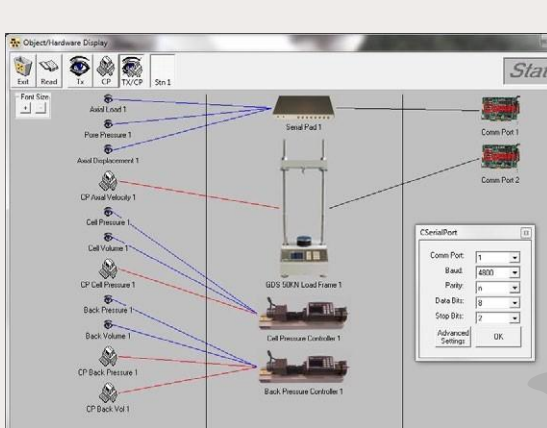 Object/Hardware Display
Exit Read Tx CP TX/CP Stn 1
Stat
Font Size
+ -
Axial Load 1
Pore Pressure 1
Axial Displacement 1
CP Axial Velocity 1
Cell Pressure 1
Cell Volume 1
CP Cell Pressure 1
Back Pressure 1
Back Volume 1
CP Back Pressure 1
CP Back Vol 1
Serial Pad 1
GDS 50KN Load Frame 1
Cell Pressure Controller 1
Back Pressure Controller 1
Comm Port 1
Comm Port 2
CSerialPort
Comm Port: 1
Baud: 4800
Parity: n
Data Bits: 8
Stop Bits: 2
Advanced Settings
OK